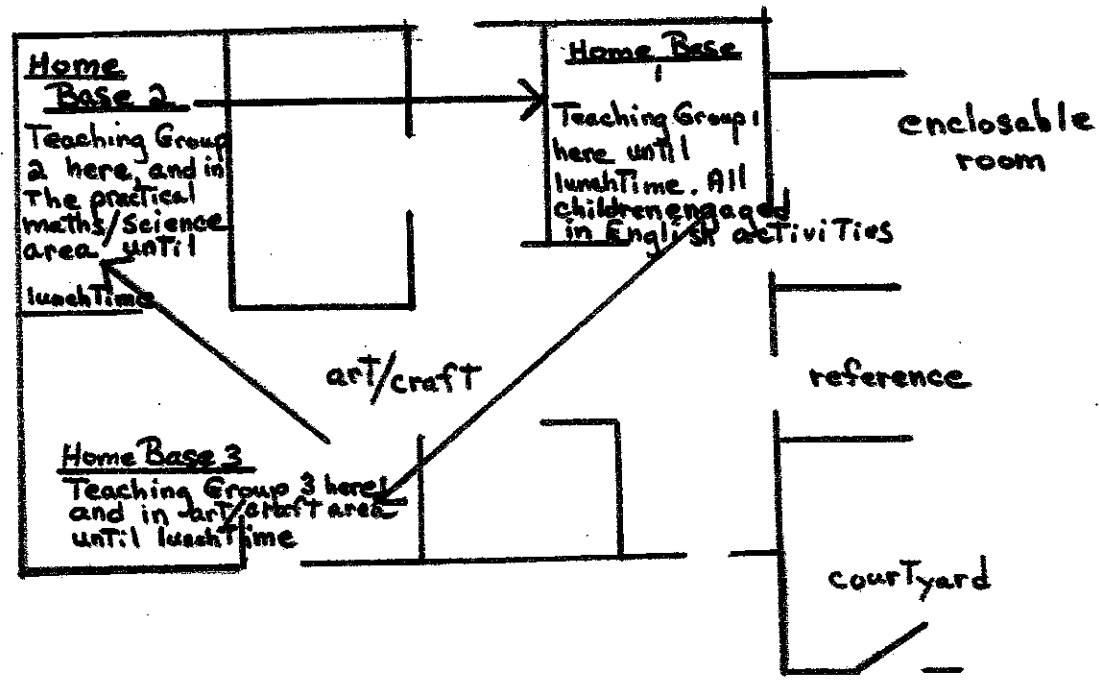 Home
Base 2
Teaching Group
2 here, and in
the practical
maths/science
area until
lunchtime
Home Base
1
Teaching Group 1
here until
lunchtime. All
children engaged
in English activities
enclosable
room
art/craft
reference
Home Base 3
Teaching Group 3 here
and in art/craft area
until lunchtime
courtyard